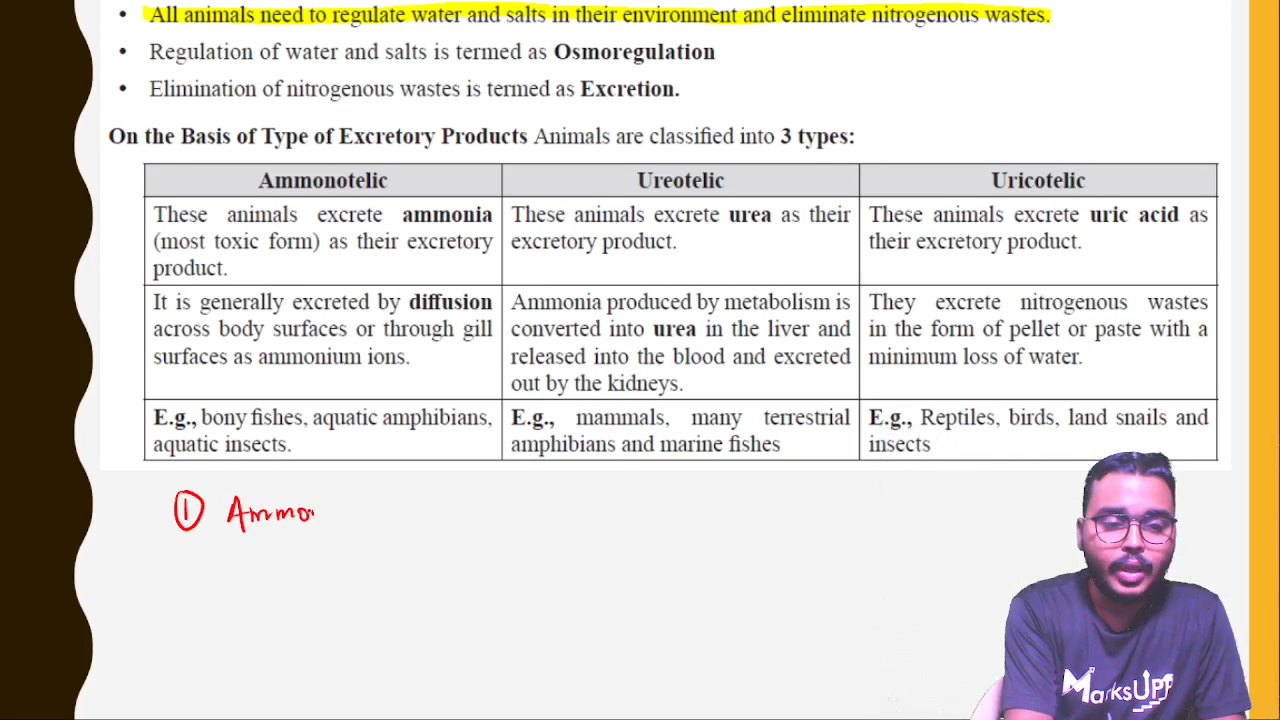 • All animals need to regulate water and salts in their environment and eliminate nitrogenous wastes.
• Regulation of water and salts is termed as Osmoregulation
• Elimination of nitrogenous wastes is termed as Excretion.
On the Basis of Type of Excretory Products Animals are classified into 3 types:
Ammonotelic
Ureotelic
Uricotelic
These animals excrete ammonia
(most toxic form) as their excretory
product.
These animals excrete urea as their
excretory product.
These animals excrete uric acid as
their excretory product.
It is generally excreted by diffusion
across body surfaces or through gill
surfaces as ammonium ions.
Ammonia produced by metabolism is
converted into urea in the liver and
released into the blood and excreted
out by the kidneys.
They excrete nitrogenous wastes
in the form of pellet or paste with a
minimum loss of water.
E.g., bony fishes, aquatic amphibians,
aquatic insects.
E.g., mammals, many terrestrial
amphibians and marine fishes
E.g., Reptiles, birds, land snails and
insects
① Ammo
MarksUPP